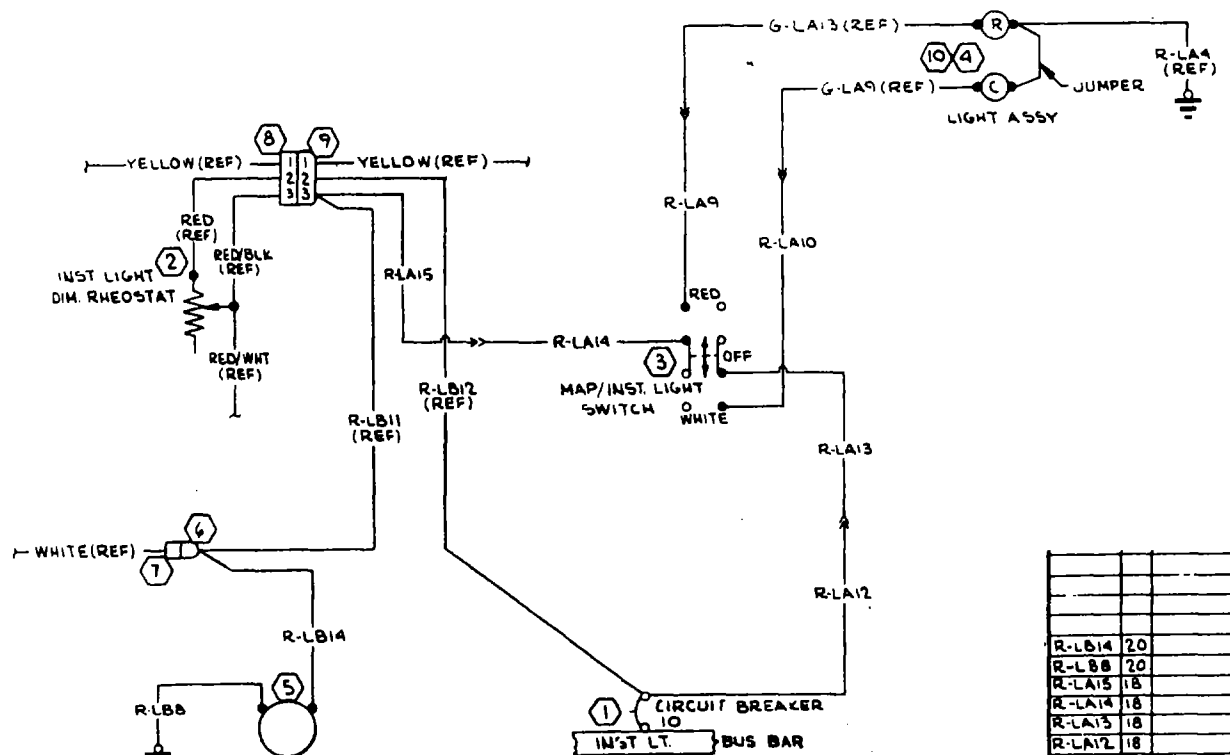 G-LA13 (REF)
R
10
4
R-LA4
(REF)
G-LA9 (REF)
C
JUMPER
LIGHT ASSY
8
9
YELLOW (REF)
1
1
YELLOW (REF)
2
2
3
3
RED
(REF)
R-LA9
2
RED/BLK
(REF)
R-LA10
INST LIGHT
DIM. RHEOSTAT
R-LA15
RED
RED/WHT
(REF)
R-LA14
3
OFF
MAP/INST. LIGHT
SWITCH
WHITE
R-LB12
(REF)
R-LB11
(REF)
R-LA13
6
WHITE (REF)
7
R-LA12
R-LB14
R-LB14 20
R-LB8 20
R-LA15 18
R-LA14 18
R-LA13 18
R-LA12 18
5
R-LB8
1
CIRCUIT BREAKER
10
INST LT.
BUS BAR